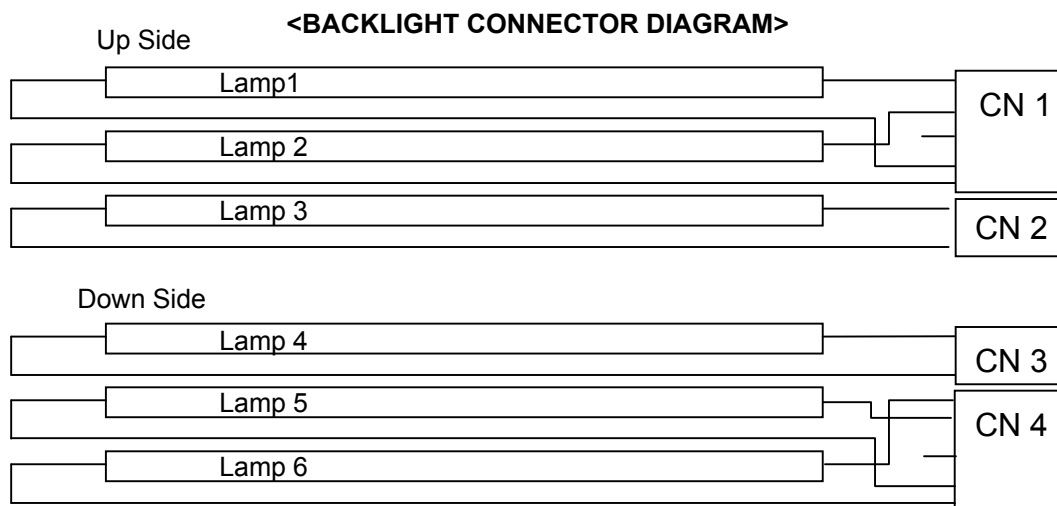 <BACKLIGHT CONNECTOR DIAGRAM>
Up Side
Lamp1
CN 1
Lamp 2
Lamp 3
CN 2
Down Side
Lamp 4
CN 3
Lamp 5
CN 4
Lamp 6